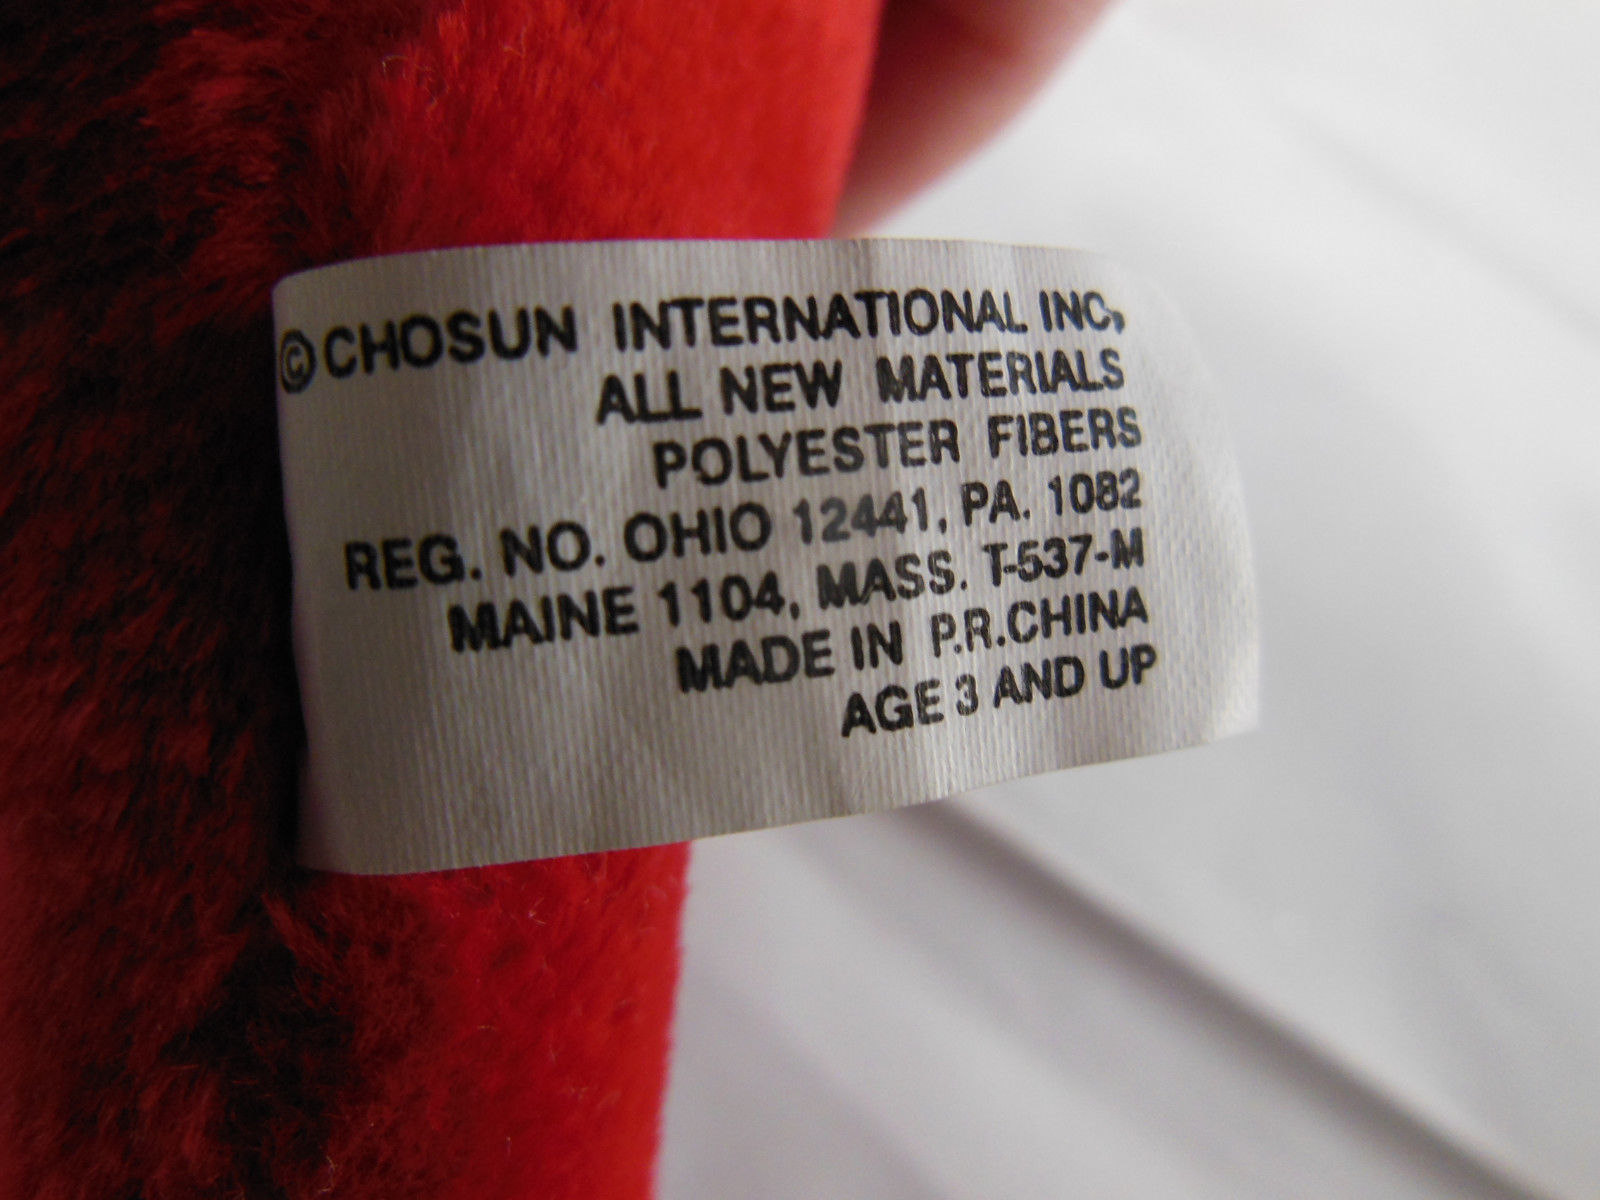 ©CHOSUN INTERNATIONAL INC,
ALL NEW MATERIALS
POLYESTER FIBERS
REG. NO. OHIO 12441, PA. 1082
MAINE 1104, MASS. T-537-M
MADE IN P.R.CHINA
AGE 3 AND UP